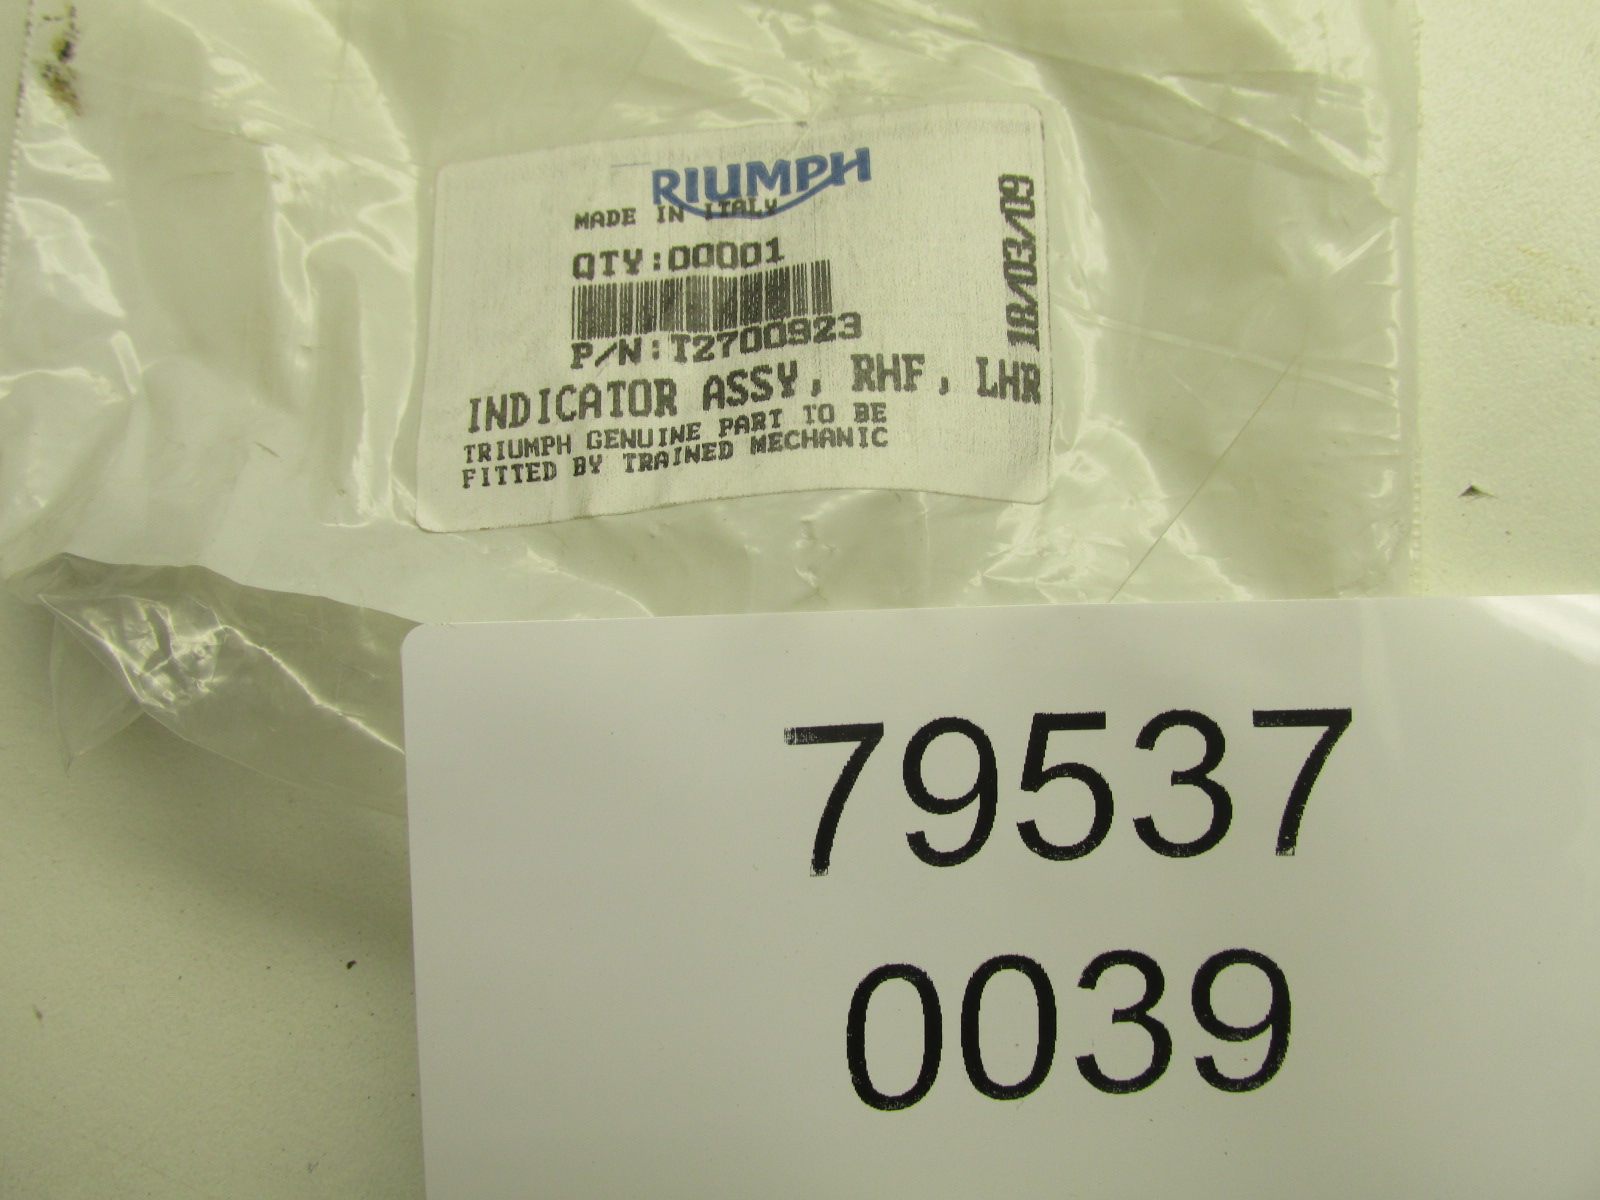 RIUMPH
MADE IN ITALY
QTY:00001
P/N:T2700923
INDICATOR ASSY, RHF, LHR
TRIUMPH GENUINE PART TO BE
FITTED BY TRAINED MECHANIC
18/03/09
79537
0039